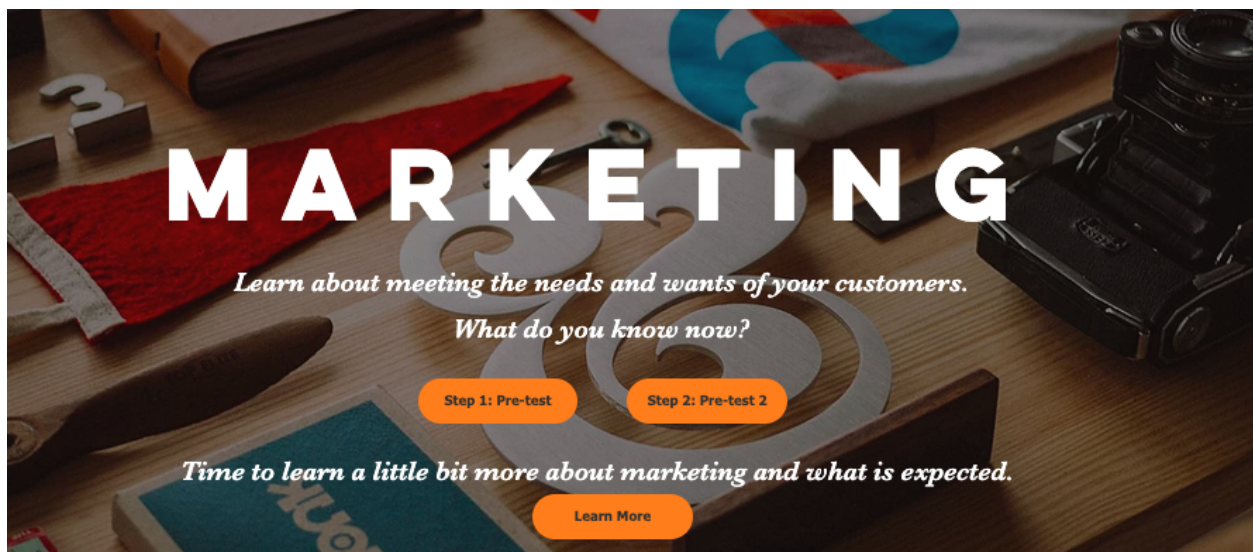 MARKETING
Learn about meeting the needs and wants of your customers.
What do you know now?
Step 1: Pre-test Step 2: Pre-test 2
Time to learn a little bit more about marketing and what is expected.
Learn More